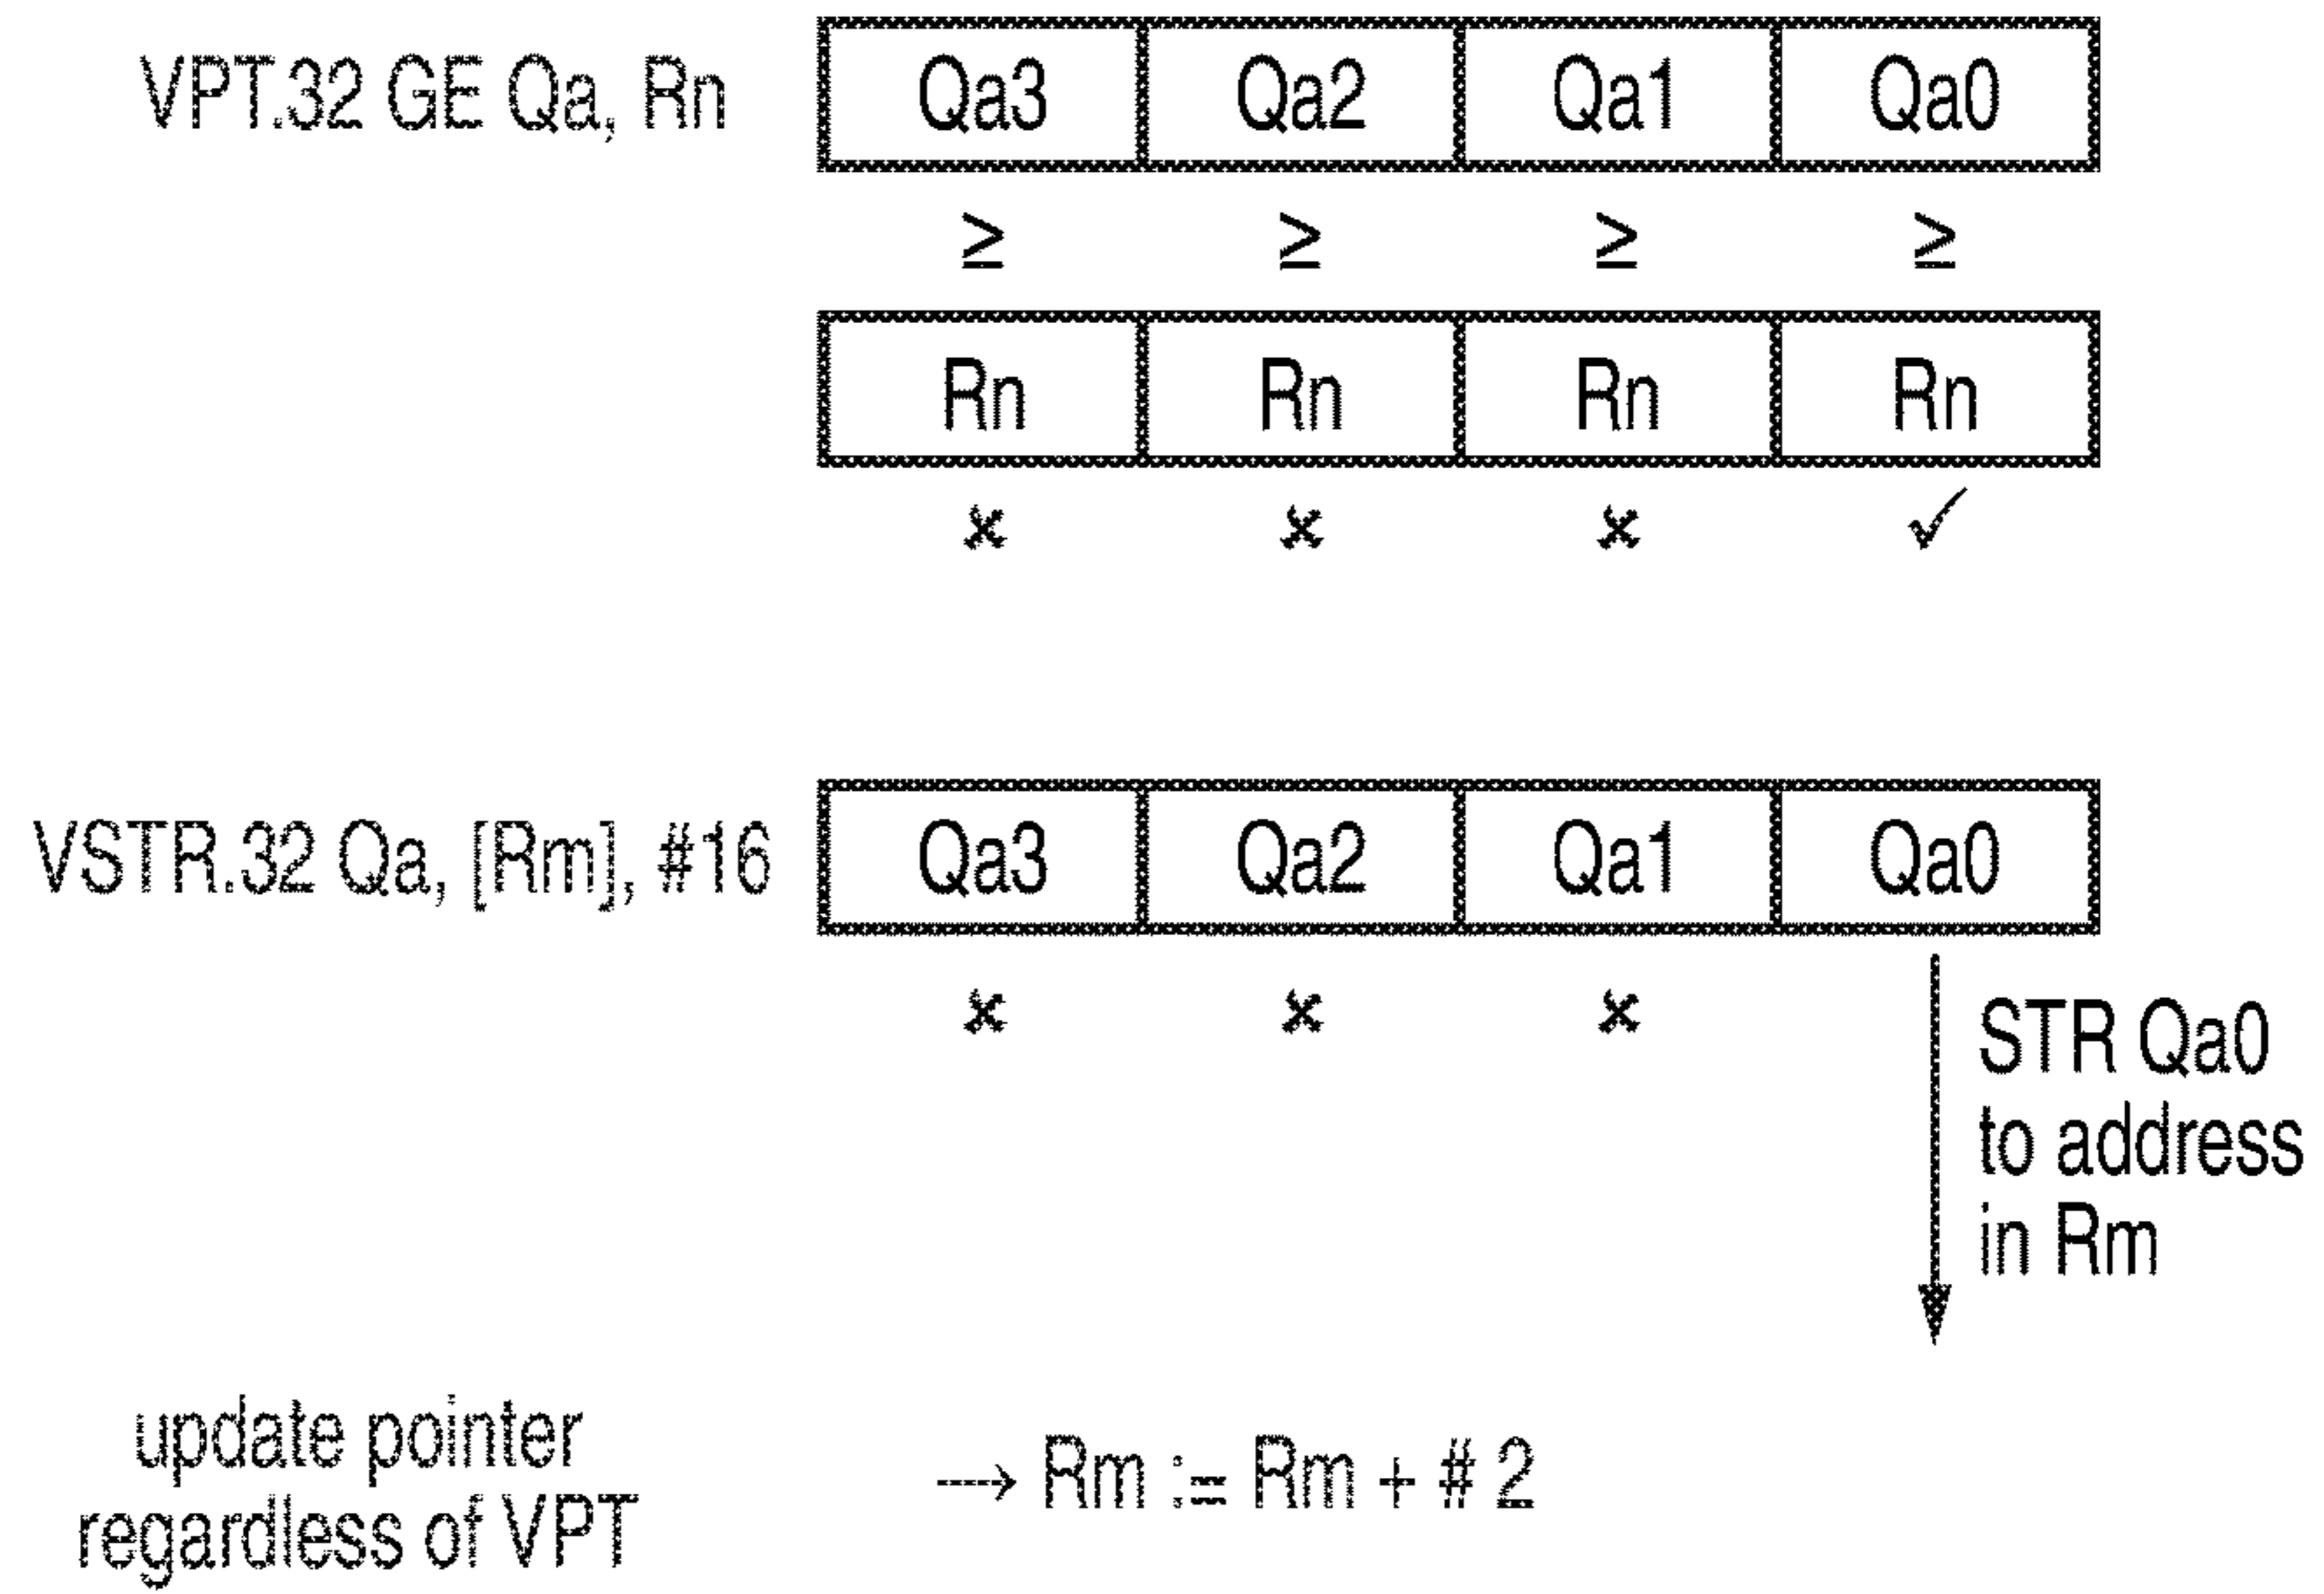 VPT.32 GE Qa, Rn
Qa3 Qa2 Qa1 Qa0
≥ ≥ ≥ ≥
Rn Rn Rn Rn
× × × ✓
VSTR.32 Qa, [Rm], #16
Qa3 Qa2 Qa1 Qa0
× × ×
STR Qa0
to address
in Rm
update pointer
regardless of VPT
→ Rm := Rm + # 2